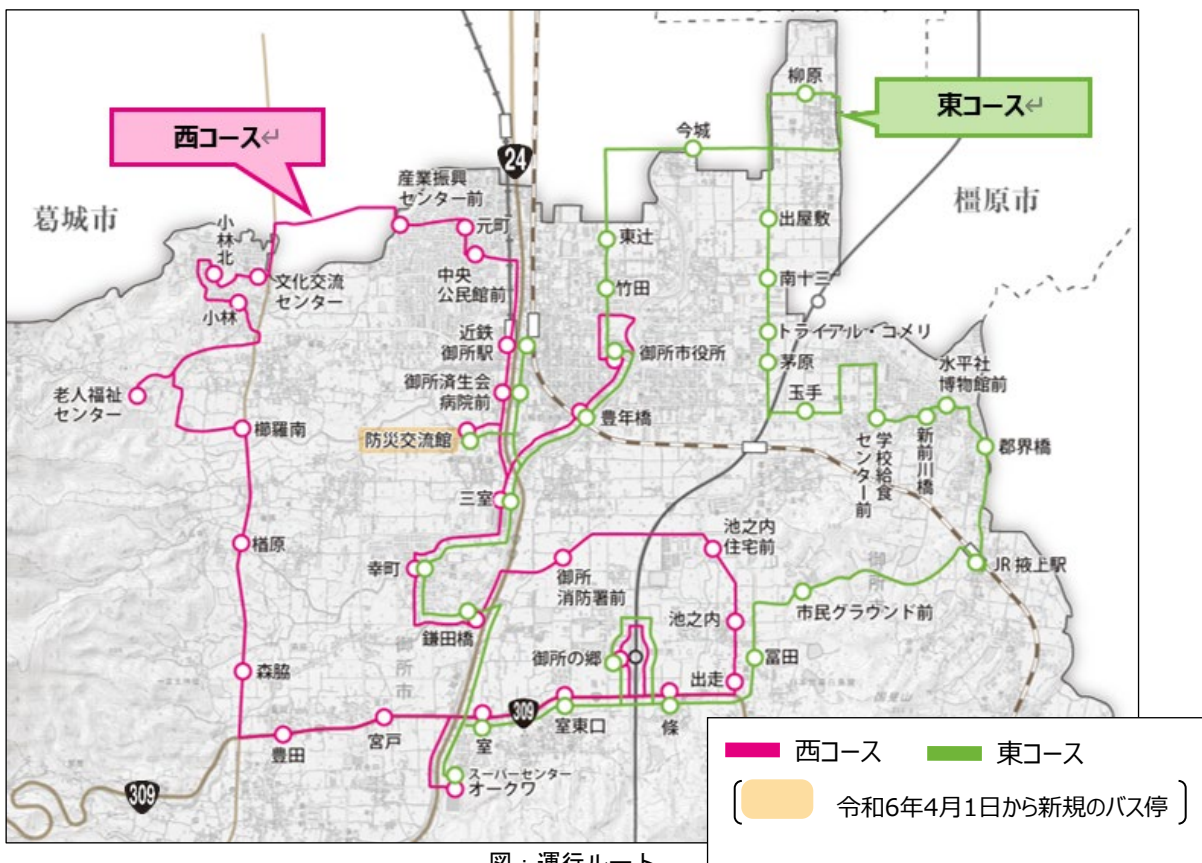 柳原
東コース↵
今城
西コース↵
24
産業振興
センター前
元町
橿原市
葛城市
小林北
出屋敷
東辻
文化交流
センター
中央
公民館前
南十三
竹田
小林
トライアル・コメリ
近鉄
御所駅
御所市役所
茅原
水平社
博物館前
老人福祉
センター
御所済生会
病院前
玉手
豊年橋
櫛羅南
防災交流館
学校給食
センター前
新前川橋
郡界橋
三室
池之内
住宅前
楢原
幸町
御所
消防署前
JR掖上駅
市民グラウンド前
池之内
鎌田橋
御所市
御所の郷
冨田
森脇
出走
309
室東口
條
豊田
宮戸
室
スーパーセンター
オークワ
309
西コース
東コース
令和6年4月1日から新規のバス停
図:運行ルート